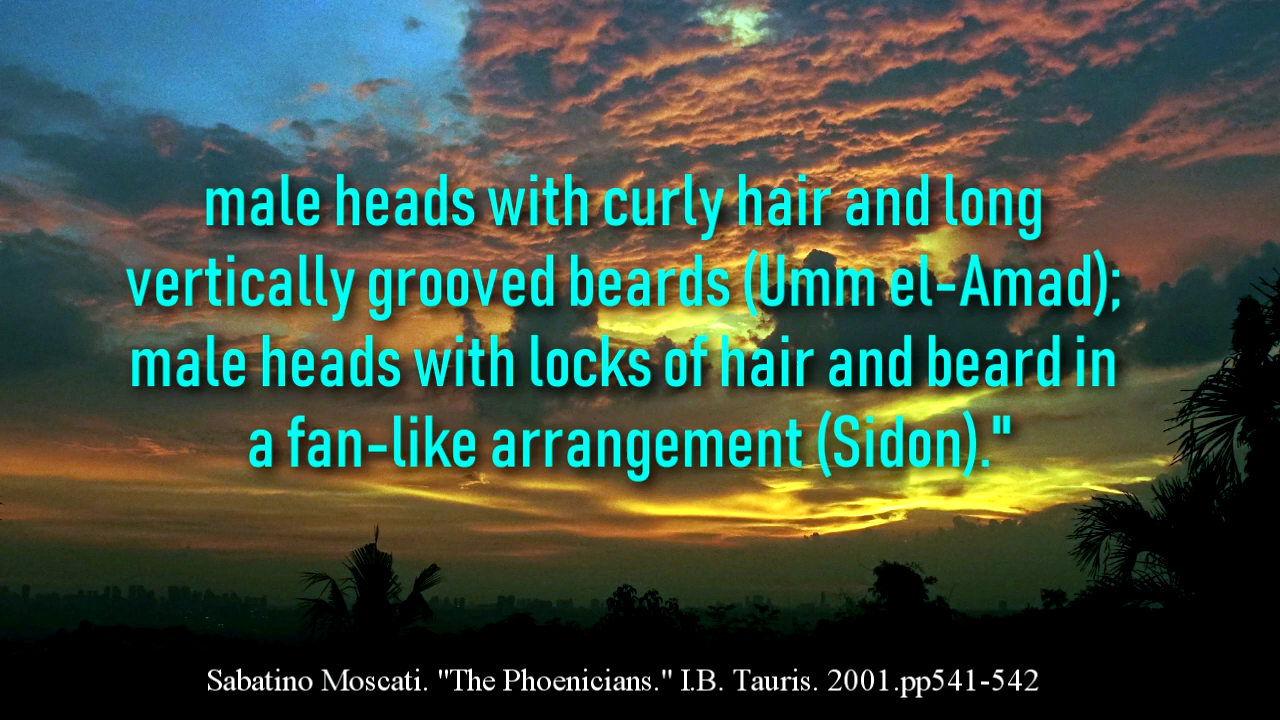 male heads with curly hair and long
vertically grooved beards (Umm el-Amad);
male heads with locks of hair and beard in
a fan-like arrangement (Sidon)."
Sabatino Moscati. "The Phoenicians." I.B. Tauris. 2001.pp541-542